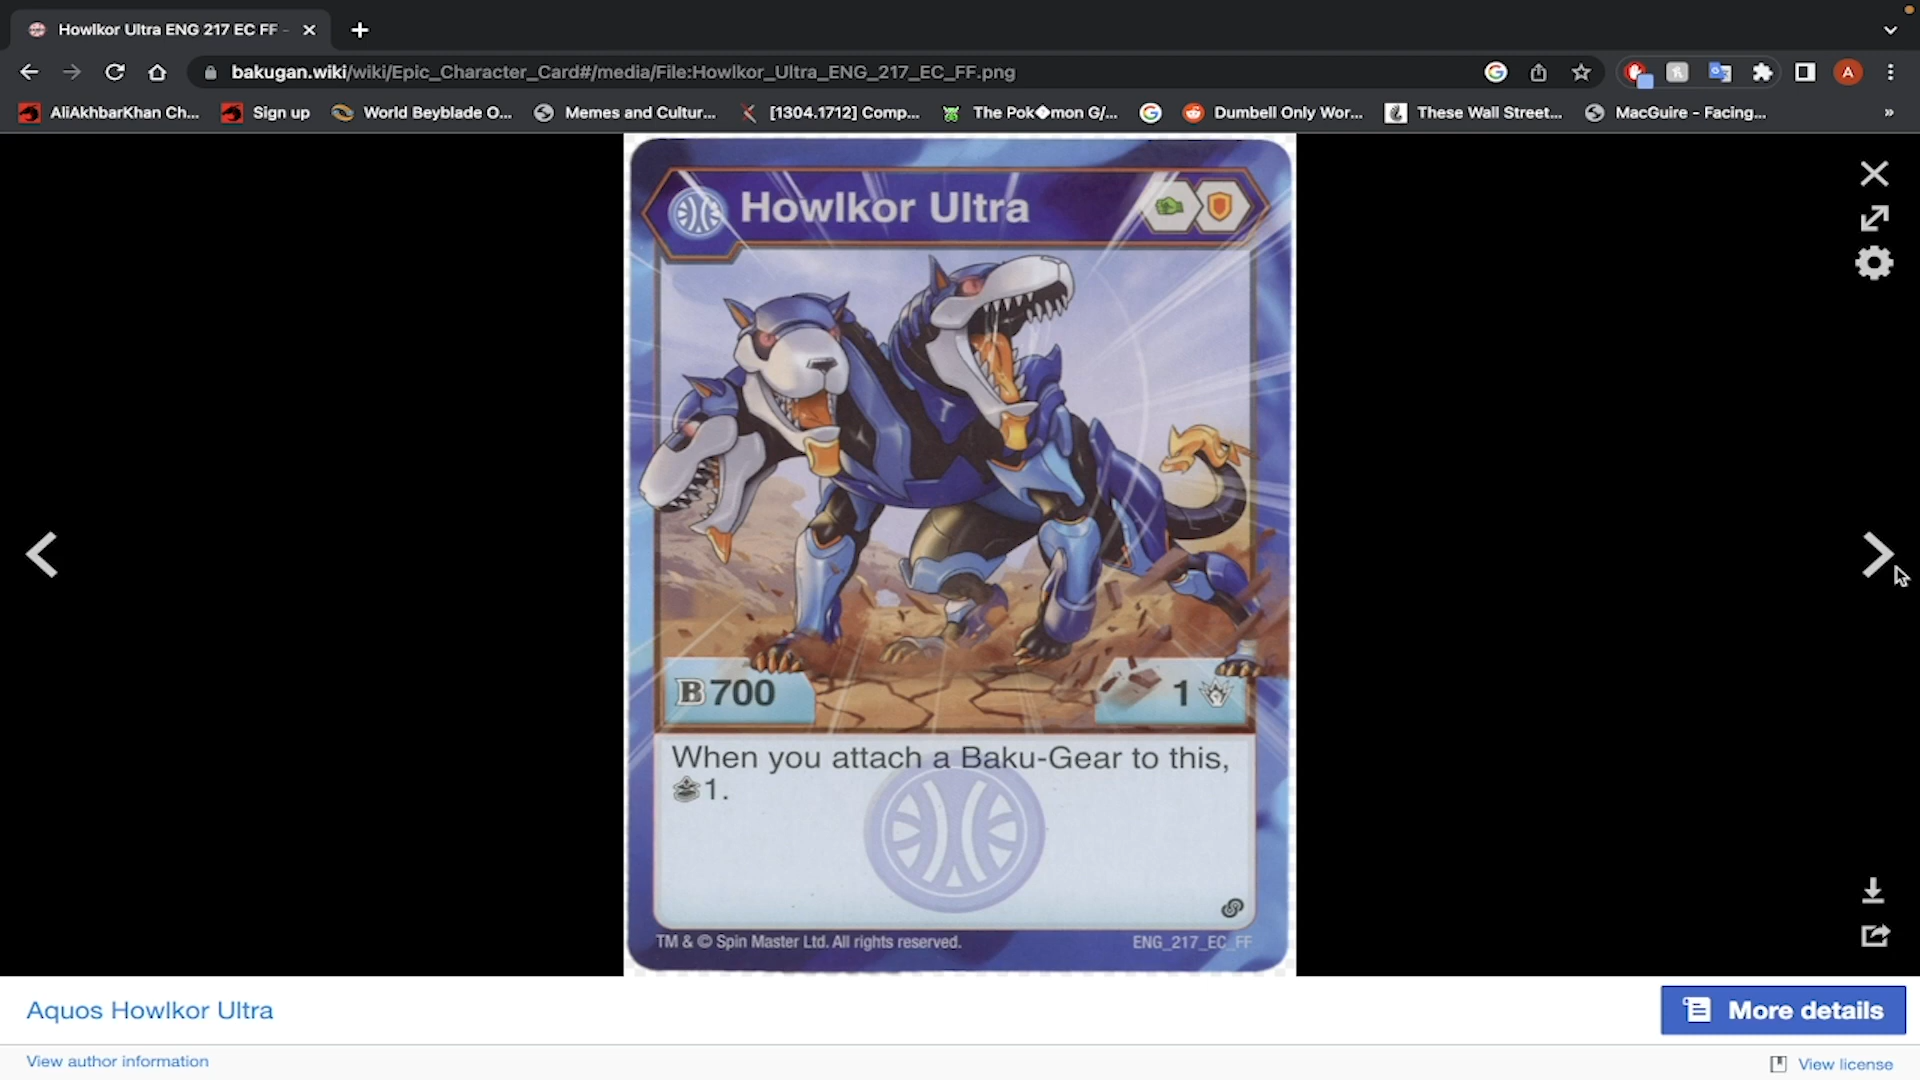 Howlkor Ultra ENG 217 EC FF -
bakugan.wiki/wiki/Epic_Character_Card#/media/File:Howlkor_Ultra_ENG_217_EC_FF.png
A
AliAkhbarKhan Ch...
Sign up
World Beyblade O...
Memes and Cultur...
[1304.1712] Comp...
The Pok�mon G/...
Dumbell Only Wor...
These Wall Street...
MacGuire - Facing...
»
Howlkor Ultra
B 700
1
When you attach a Baku-Gear to this,
1.
TM & © Spin Master Ltd. All rights reserved.
ENG_217_EC_FF
Aquos Howlkor Ultra
More details
View author information
View license